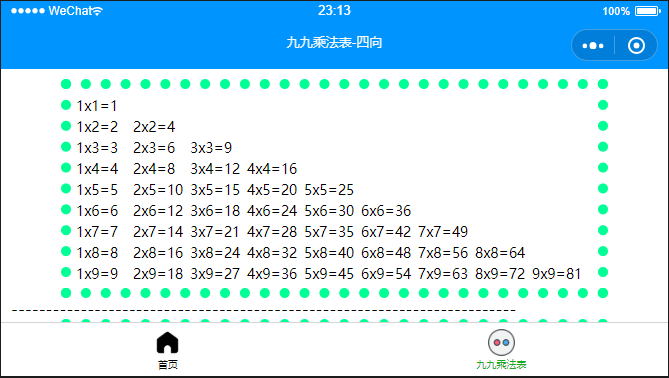 WeChat 23:13 100%
九九乘法表-四向
1x1=1
1x2=2 2x2=4
1x3=3 2x3=6 3x3=9
1x4=4 2x4=8 3x4=12 4x4=16
1x5=5 2x5=10 3x5=15 4x5=20 5x5=25
1x6=6 2x6=12 3x6=18 4x6=24 5x6=30 6x6=36
1x7=7 2x7=14 3x7=21 4x7=28 5x7=35 6x7=42 7x7=49
1x8=8 2x8=16 3x8=24 4x8=32 5x8=40 6x8=48 7x8=56 8x8=64
1x9=9 2x9=18 3x9=27 4x9=36 5x9=45 6x9=54 7x9=63 8x9=72 9x9=81
首页 九九乘法表